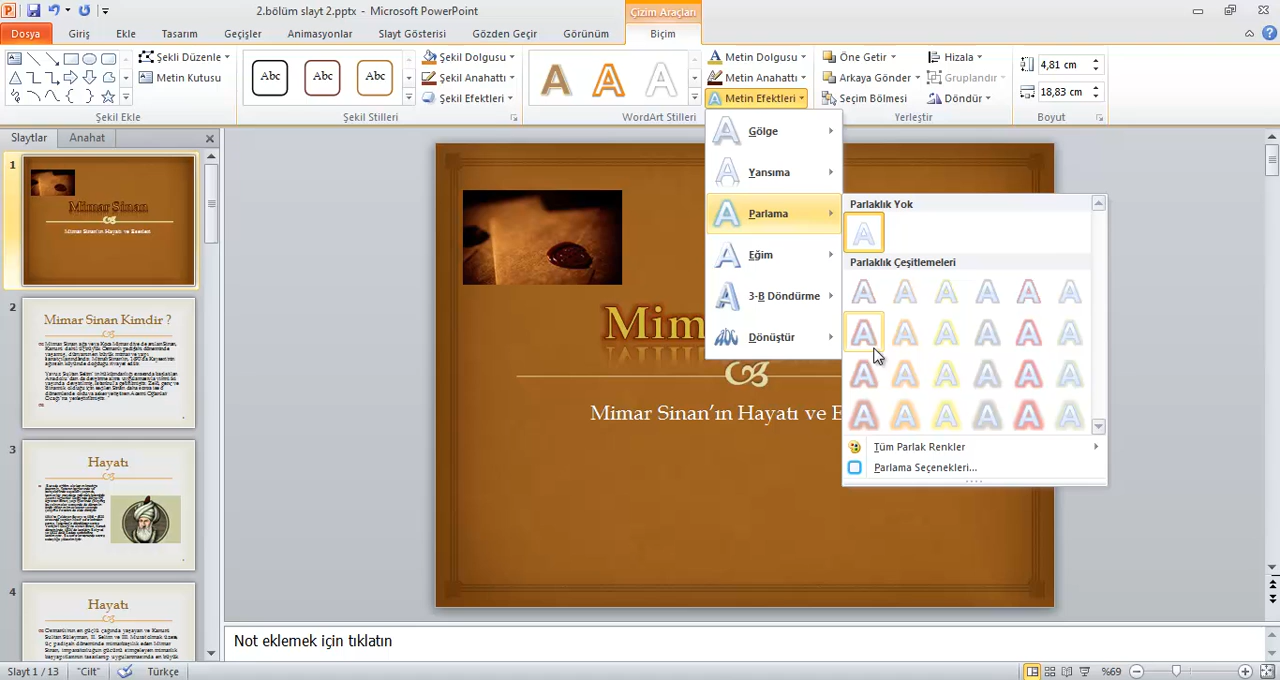 2.bölüm slayt 2.pptx - Microsoft PowerPoint
Çizim Araçları
Dosya Giriş Ekle Tasarım Geçişler Animasyonlar Slayt Gösterisi Gözden Geçir Görünüm Biçim
Şekli Düzenle
Metin Kutusu
Şekil Ekle
Abc Abc Abc
Şekil Dolgusu
Şekil Anahattı
Şekil Efektleri
Şekil Stilleri
A A A
Metin Dolgusu
Metin Anahattı
Metin Efektleri
WordArt Stilleri
Öne Getir
Arkaya Gönder
Seçim Bölmesi
Hizala
Gruplandır
Döndür
Yerleştir
4,81 cm
18,83 cm
Boyut
Slaytlar Anahat
1
Mimar Sinan
Mimar Sinan'ın Hayatı ve Eserleri
2
Mimar Sinan Kimdir ?
3
Hayatı
4
Hayatı
Gölge
Yansıma
Parlama
Eğim
3-B Döndürme
Dönüştür
Parlaklık Yok
Parlaklık Çeşitlemeleri
Tüm Parlak Renkler
Parlama Seçenekleri...
Mim
Mimar Sinan'ın Hayatı ve E
Not eklemek için tıklatın
Slayt 1 / 13 "Cilt" Türkçe %69